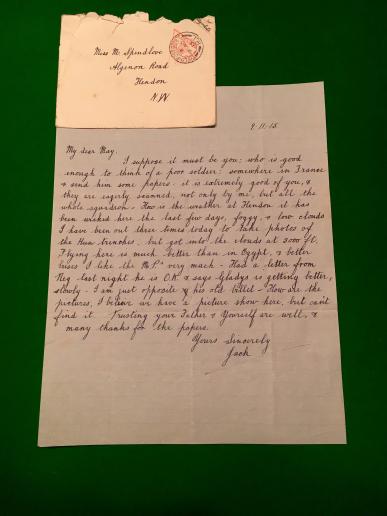 Miss M. Spendlove
Algernon Road
Hendon
N.W
9-11-15
My dear May,
I suppose it must be you; who is good
enough to think of a poor soldier; somewhere in France
& send him some papers. it is extremely good of you, &
they are eagerly scanned, not only by me, but all the
whole squadron - How is the weather at Hendon it has
been wicked here the last few days, foggy, & low clouds
I have been out three times today to take photos of
the Hun trenches, but got into the clouds at 3000 ft.
Flying here is much better than in Egypt, & better
buses I like the very much - Had a letter from
Reg last night he is O.K & says Gladys is getting better,
slowly - I am just opposite his old billet - How are the
pictures, I believe we have a picture show here, but can't
find it. Trusting your Father & Yourself are well, &
many thanks for the papers.
Yours Sincerely
Jack